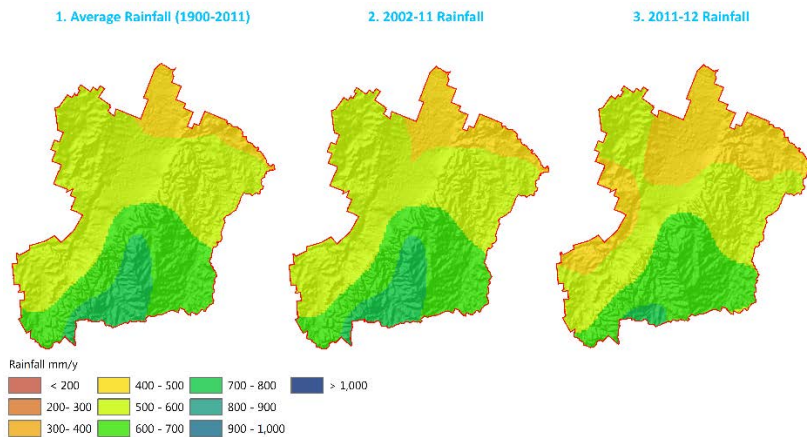 1. Average Rainfall (1900-2011)
2. 2002-11 Rainfall
3. 2011-12 Rainfall
Rainfall mm/y
< 200
400 - 500
700 - 800
> 1,000
200- 300
500 - 600
800 - 900
300- 400
600 - 700
900 - 1,000